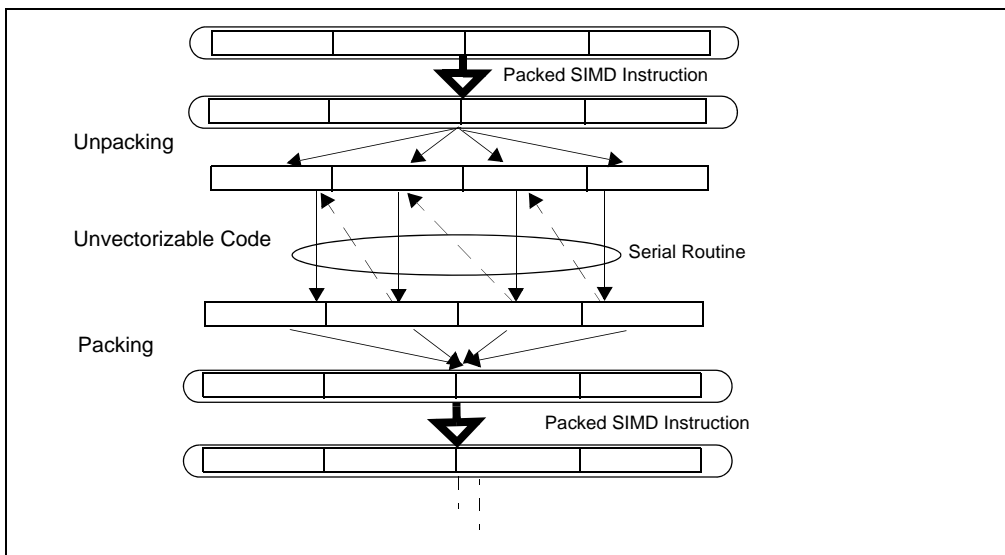 Packed SIMD Instruction
Unpacking
Unvectorizable Code
Serial Routine
Packing
Packed SIMD Instruction